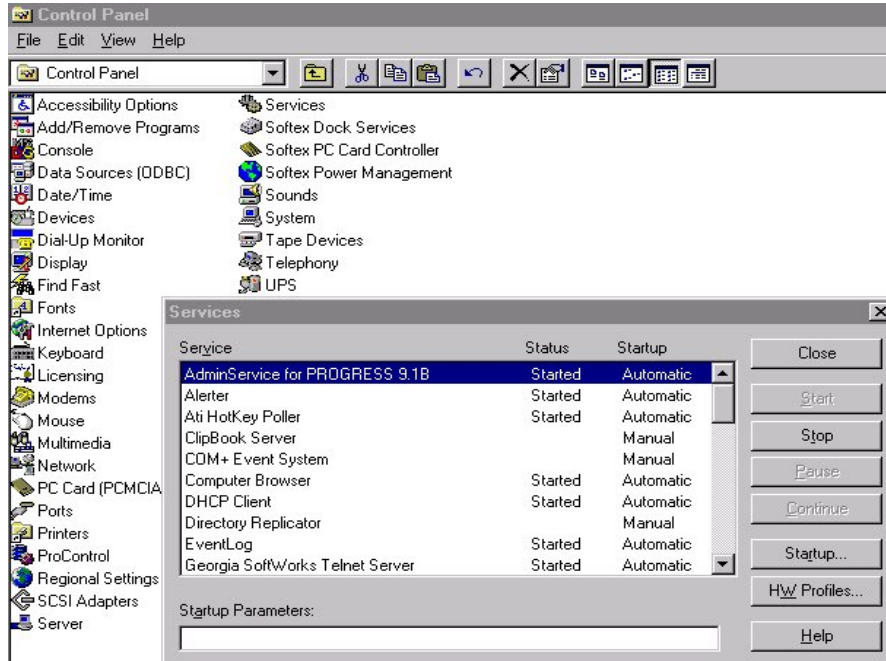 Control Panel
File Edit View Help
Control Panel
Accessibility Options
Add/Remove Programs
Console
Data Sources (ODBC)
Date/Time
Devices
Dial-Up Monitor
Display
Find Fast
Fonts
Internet Options
Keyboard
Licensing
Modems
Mouse
Multimedia
Network
PC Card (PCMCIA
Ports
Printers
ProControl
Regional Settings
SCSI Adapters
Server
Services
Softex Dock Services
Softex PC Card Controller
Softex Power Management
Sounds
System
Tape Devices
Telephony
UPS
Services
Service Status Startup
AdminService for PROGRESS 9.1B Started Automatic
Alerter Started Automatic
Ati HotKey Poller Started Automatic
ClipBook Server Manual
COM+ Event System Manual
Computer Browser Started Automatic
DHCP Client Started Automatic
Directory Replicator Manual
EventLog Started Automatic
Georgia SoftWorks Telnet Server Started Automatic
Startup Parameters:
Close
Start
Stop
Pause
Continue
Startup...
HW Profiles...
Help